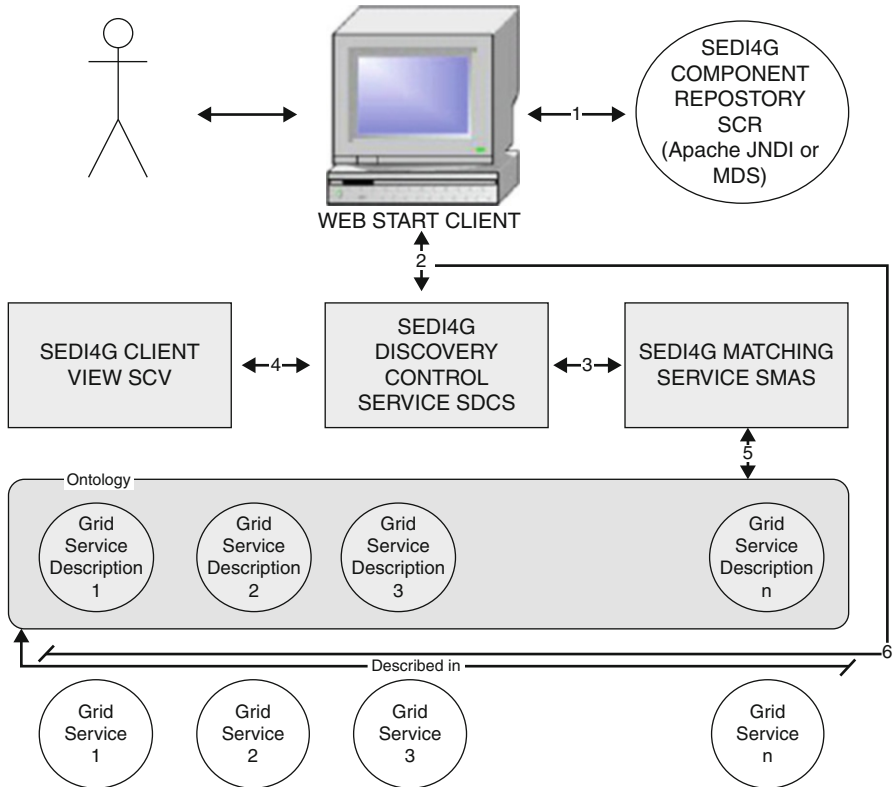 SEDI4G
COMPONENT
REPOSTORY
SCR
(Apache JNDI or
MDS)
1
WEB START CLIENT
2
SEDI4G CLIENT
VIEW SCV
4
SEDI4G
DISCOVERY
CONTROL
SERVICE SDCS
3
SEDI4G MATCHING
SERVICE SMAS
5
Ontology
Grid
Service
Description
1
Grid
Service
Description
2
Grid
Service
Description
3
Grid
Service
Description
n
6
Described in
Grid
Service
1
Grid
Service
2
Grid
Service
3
Grid
Service
n